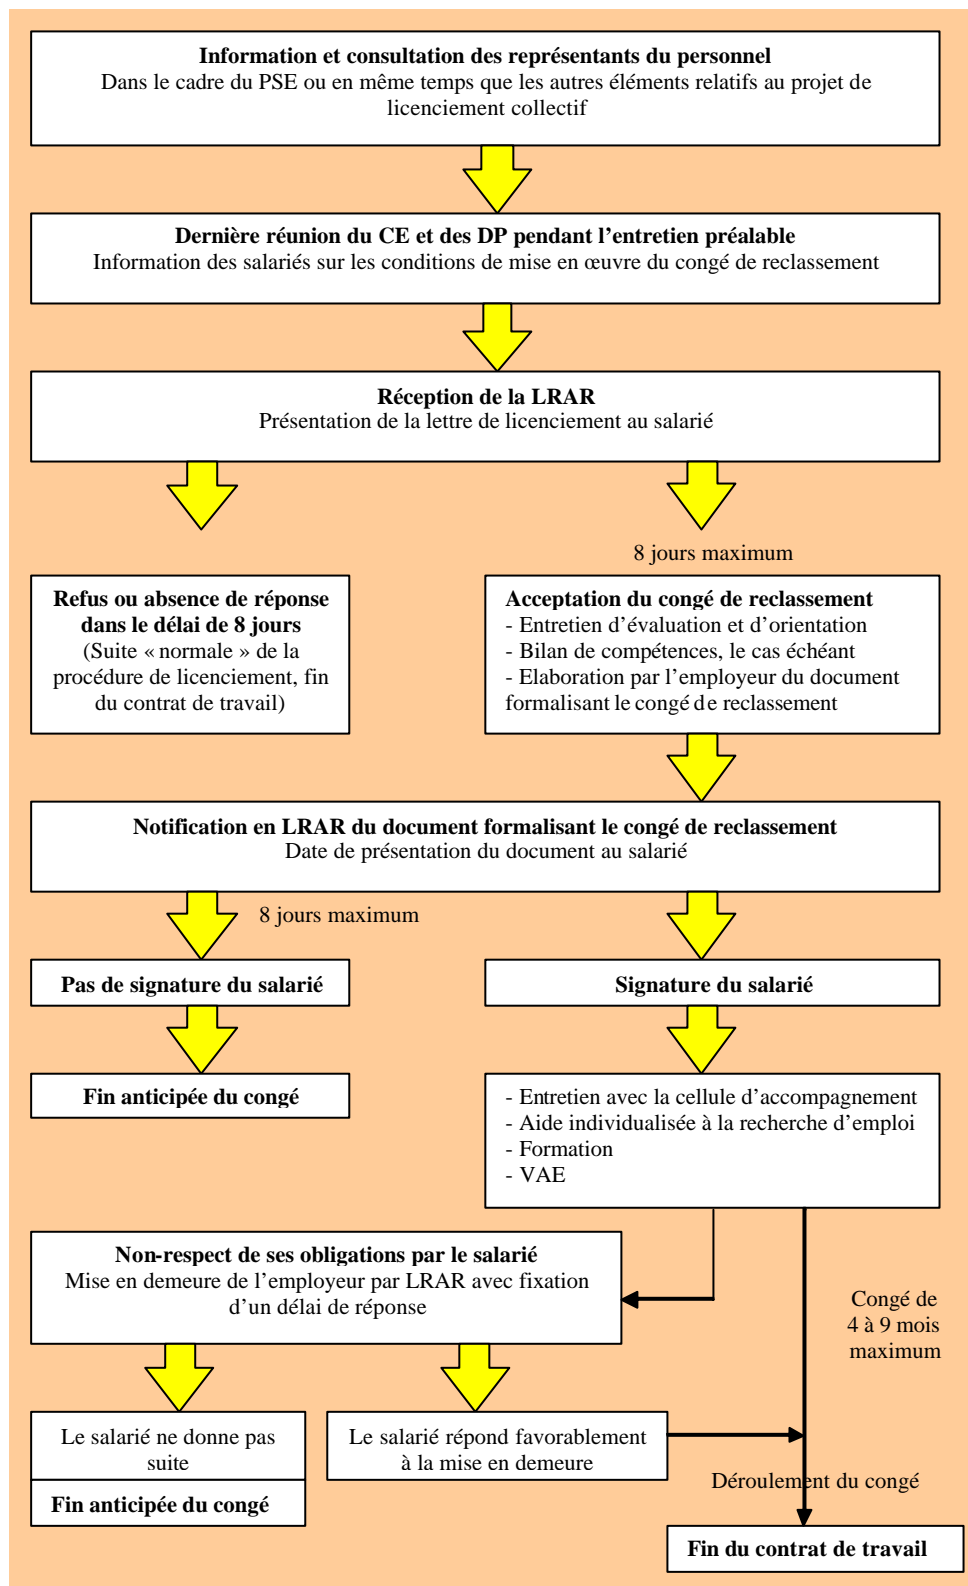 Information et consultation des représentants du personnel
Dans le cadre du PSE ou en même temps que les autres éléments relatifs au projet de
licenciement collectif
Dernière réunion du CE et des DP pendant l’entretien préalable
Information des salariés sur les conditions de mise en œuvre du congé de reclassement
Réception de la LRAR
Présentation de la lettre de licenciement au salarié
8 jours maximum
Refus ou absence de réponse
dans le délai de 8 jours
(Suite « normale » de la
procédure de licenciement, fin
du contrat de travail)
Acceptation du congé de reclassement
- Entretien d’évaluation et d’orientation
- Bilan de compétences, le cas échéant
- Elaboration par l’employeur du document
formalisant le congé de reclassement
Notification en LRAR du document formalisant le congé de reclassement
Date de présentation du document au salarié
8 jours maximum
Pas de signature du salarié
Signature du salarié
Fin anticipée du congé
- Entretien avec la cellule d’accompagnement
- Aide individualisée à la recherche d’emploi
- Formation
- VAE
Non-respect de ses obligations par le salarié
Mise en demeure de l’employeur par LRAR avec fixation
d’un délai de réponse
Congé de
4 à 9 mois
maximum
Le salarié ne donne pas
suite
Fin anticipée du congé
Le salarié répond favorablement
à la mise en demeure
Déroulement du congé
Fin du contrat de travail